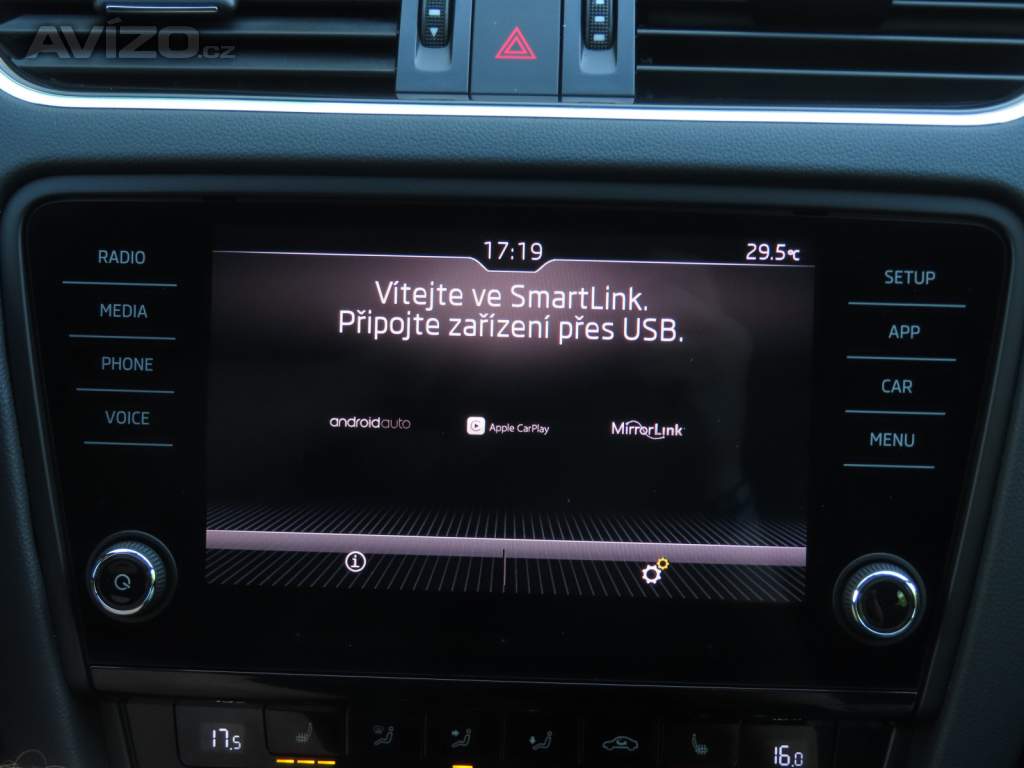 AVÍZO.cz
17:19
29.5°C
RADIO
MEDIA
PHONE
VOICE
Vítejte ve SmartLink.
Připojte zařízení přes USB.
androidauto
Apple CarPlay
MirrorLink
SETUP
APP
CAR
MENU
17.5
16.0